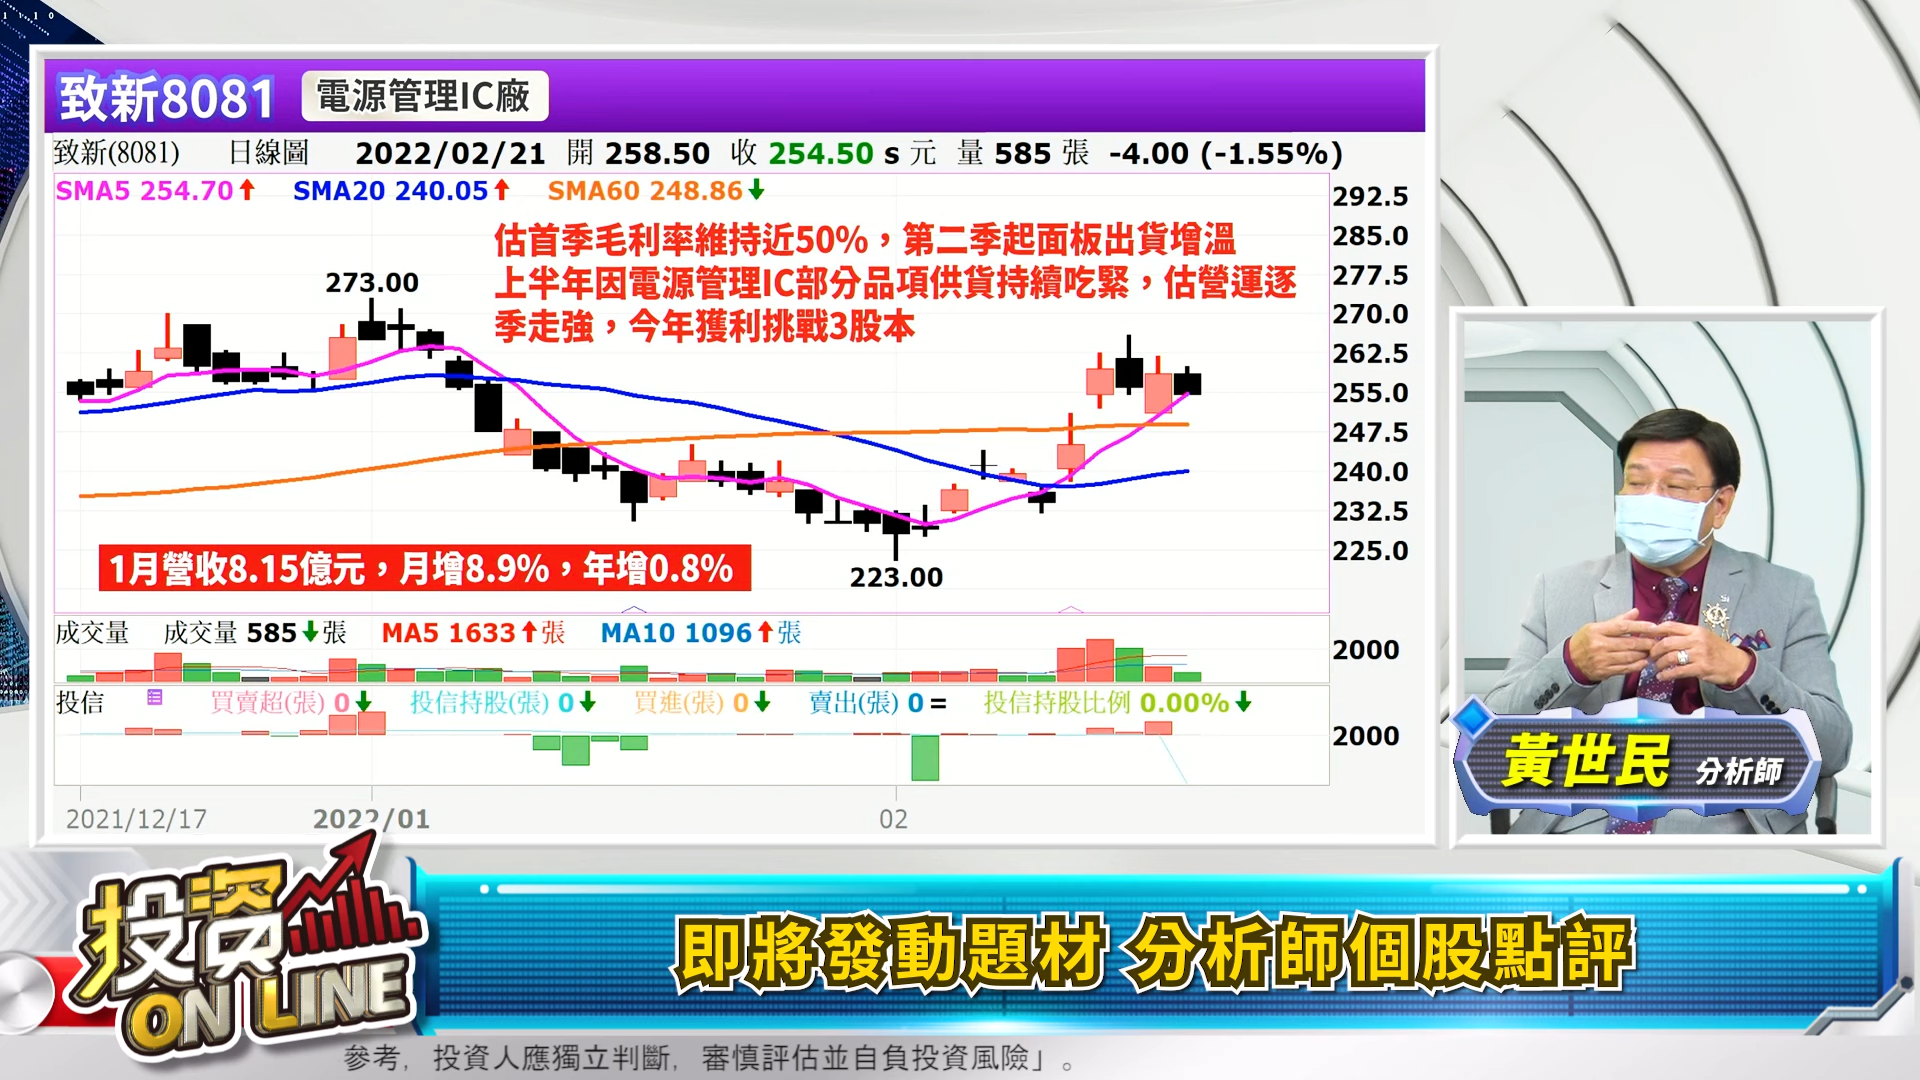 致新8081 電源管理IC廠
致新(8081) 日線圖 2022/02/21 開 258.50 收 254.50 s 元 量 585 張 -4.00 (-1.55%)
SMA5 254.70↑ SMA20 240.05↑ SMA60 248.86↓
292.5
285.0
277.5
270.0
262.5
255.0
247.5
240.0
232.5
225.0
估首季毛利率維持近50%，第二季起面板出貨增溫
上半年因電源管理IC部分品項供貨持續吃緊，估營運逐
季走強，今年獲利挑戰3股本
273.00
223.00
1月營收8.15億元，月增8.9%，年增0.8%
成交量 成交量 585↓張 MA5 1633↑張 MA10 1096↑張
2000
投信 買賣超(張) 0↓ 投信持股(張) 0↓ 買進(張) 0↓ 賣出(張) 0= 投信持股比例 0.00%↓
2000
2021/12/17 2022/01 02
黃世民 分析師
投資
ON LINE
即將發動題材 分析師個股點評
參考，投資人應獨立判斷，審慎評估並自負投資風險」。